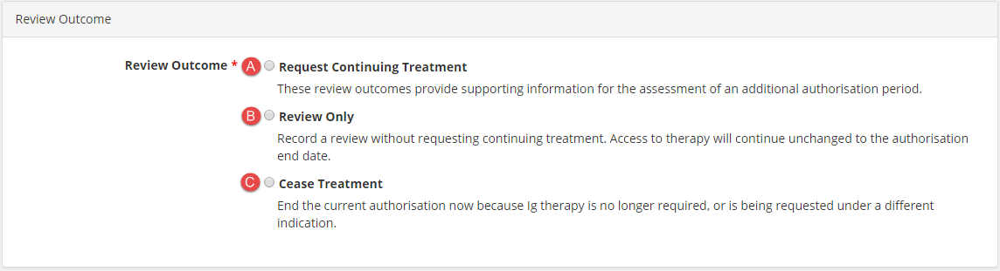 Review Outcome
Review Outcome * A Request Continuing Treatment
These review outcomes provide supporting information for the assessment of an additional authorisation period.
B Review Only
Record a review without requesting continuing treatment. Access to therapy will continue unchanged to the authorisation
end date.
C Cease Treatment
End the current authorisation now because Ig therapy is no longer required, or is being requested under a different
indication.